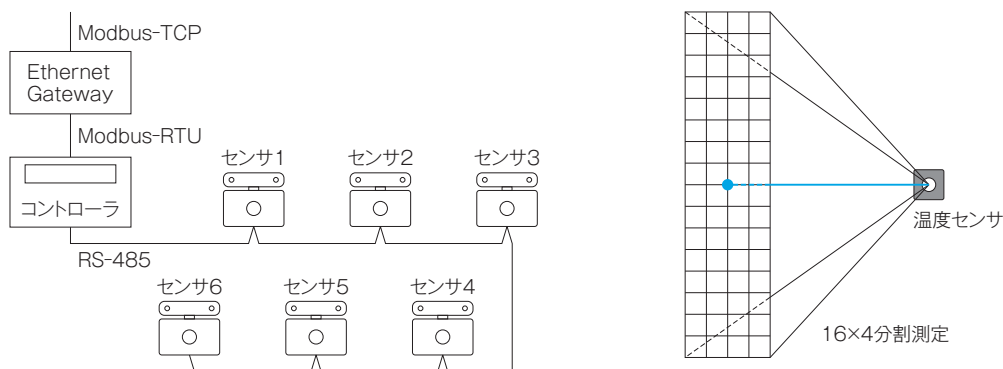 Modbus-TCP
Ethernet
Gateway
Modbus-RTU
コントローラ
RS-485
センサ1
センサ2
センサ3
センサ6
センサ5
センサ4
温度センサ
16×4分割測定